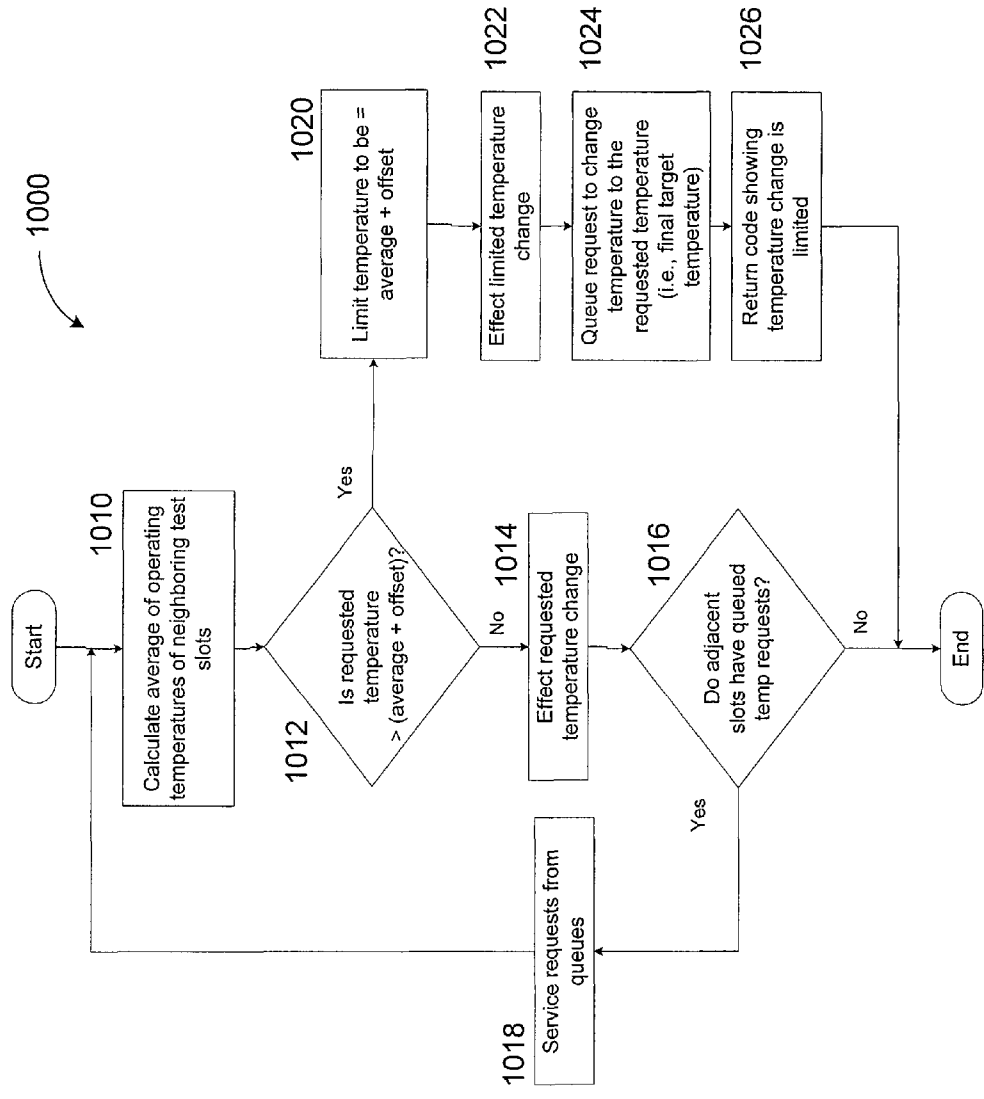 1000
Start
1010
Calculate average of operating
temperatures of neighboring test
slots
1012
Is requested
temperature
> (average + offset)?
Yes
No
1020
Limit temperature to be =
average + offset
1022
Effect limited temperature
change
1024
Queue request to change
temperature to the
requested temperature
(i.e., final target
temperature)
1026
Return code showing
temperature change is
limited
1014
Effect requested
temperature change
1016
Do adjacent
slots have queued
temp requests?
Yes
No
1018
Service requests from
queues
End